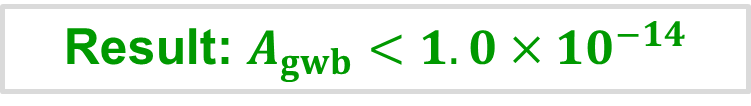 Result: A_gwb < 1.0 × 10⁻¹⁴